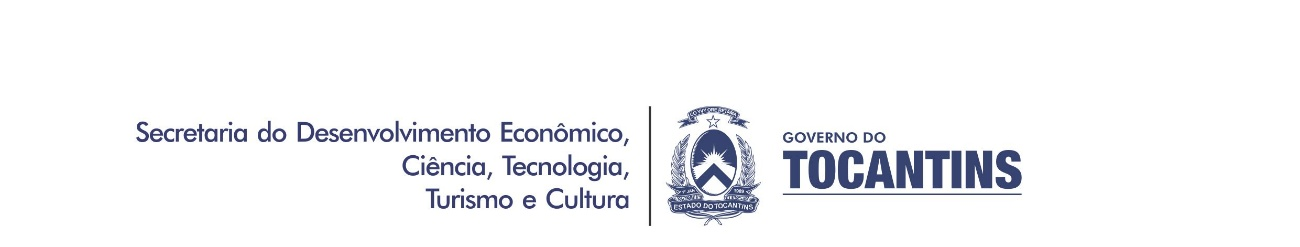 Secretaria do Desenvolvimento Econômico,
Ciência, Tecnologia,
Turismo e Cultura
ESTADO DO TOCANTINS
GOVERNO DO
TOCANTINS